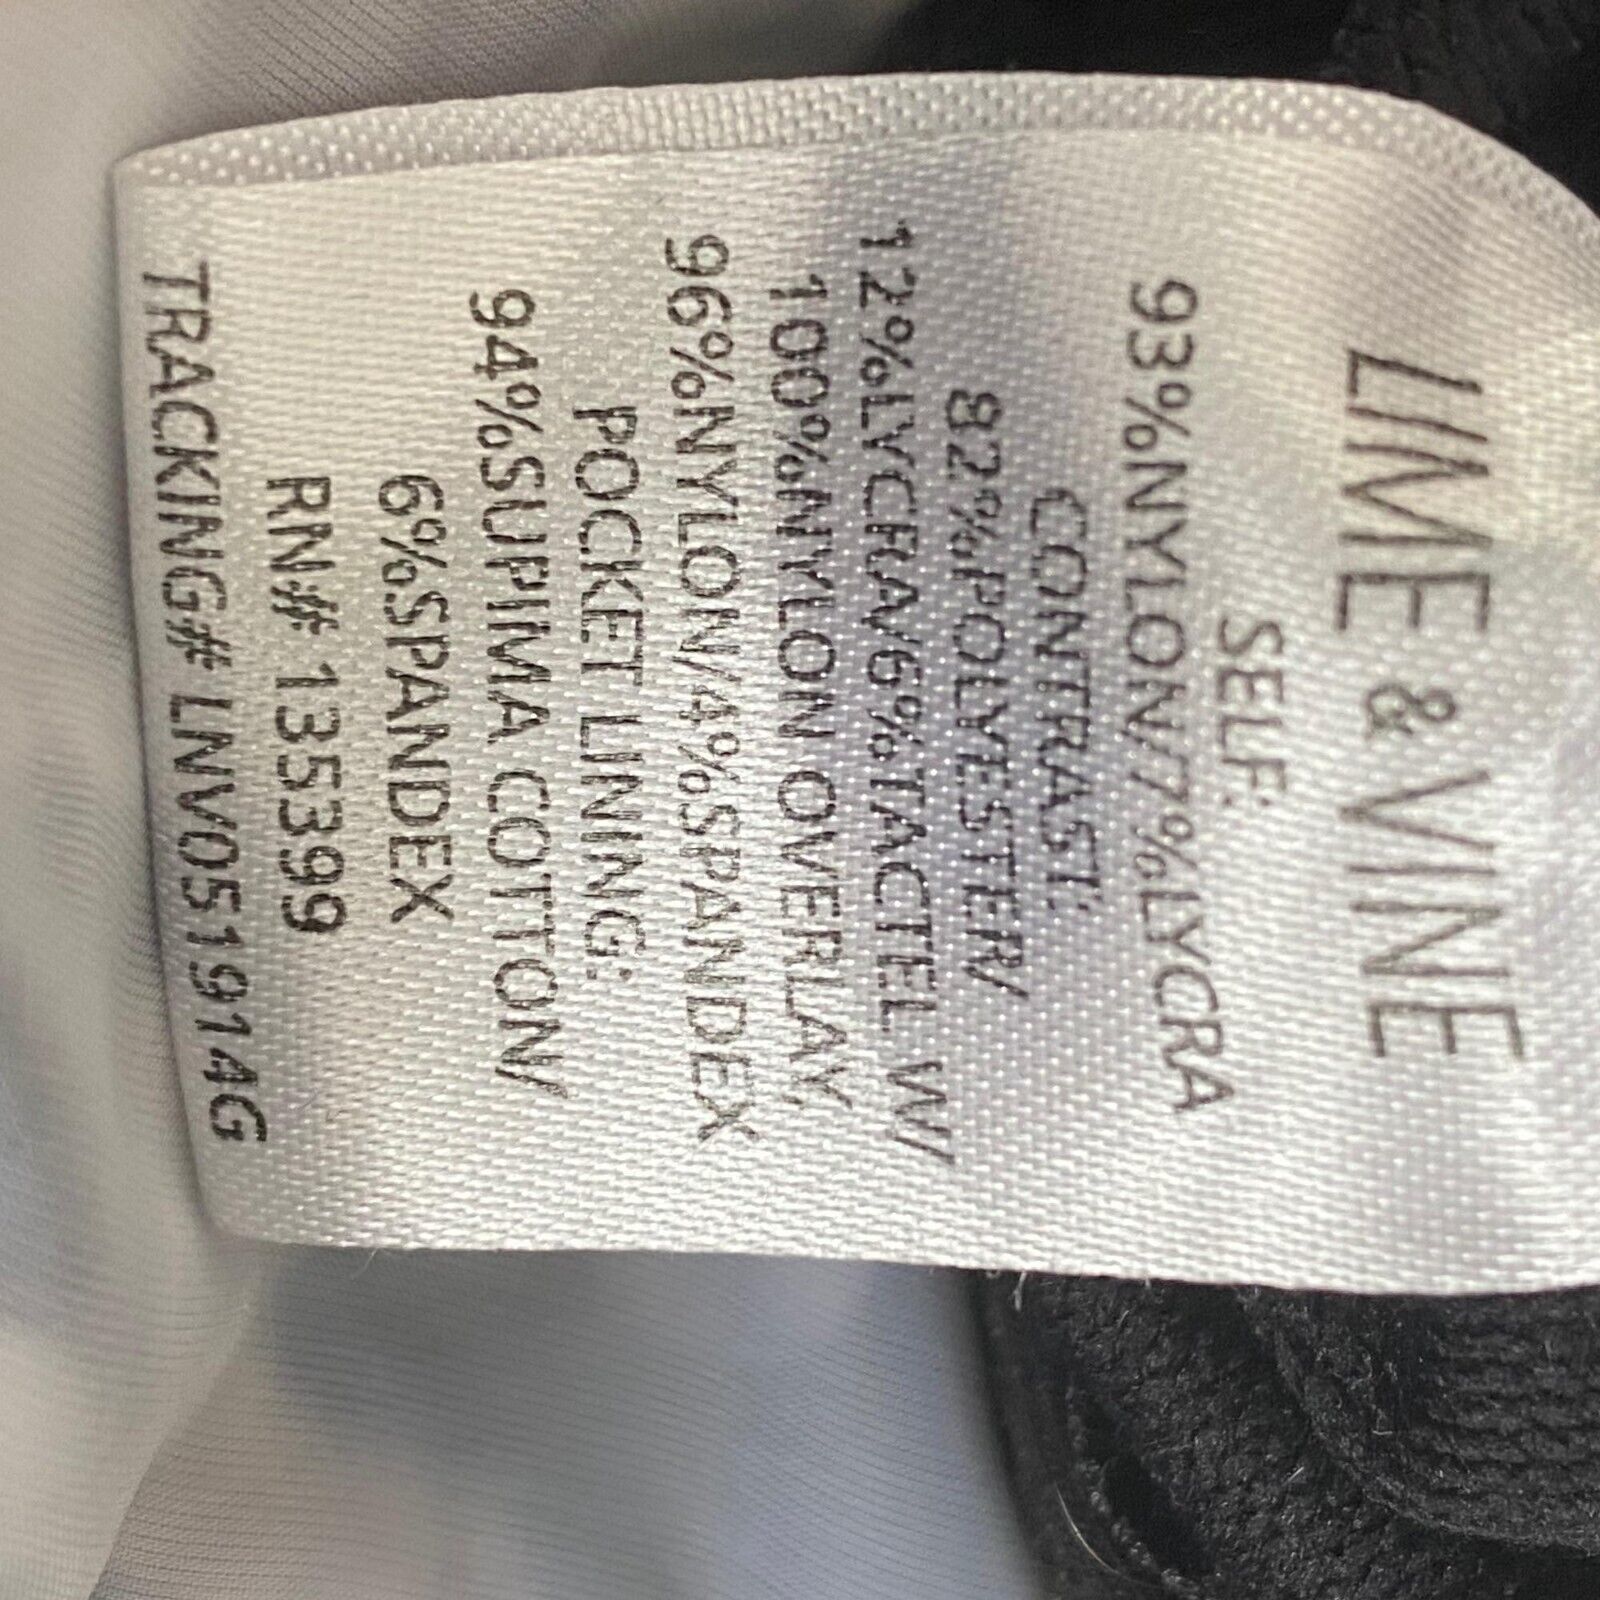 LIME & VINE
SELF:
93%NYLON/7%LYCRA
CONTRAST:
82%POLYESTER/
12%LYCRA/6%TACTEL W/
100%NYLON OVERLAY,
96%NYLON/4%SPANDEX
POCKET LINING:
94%SUPIMA COTTON/
6%SPANDEX
RN# 135399
TRACKING# LNV051914G